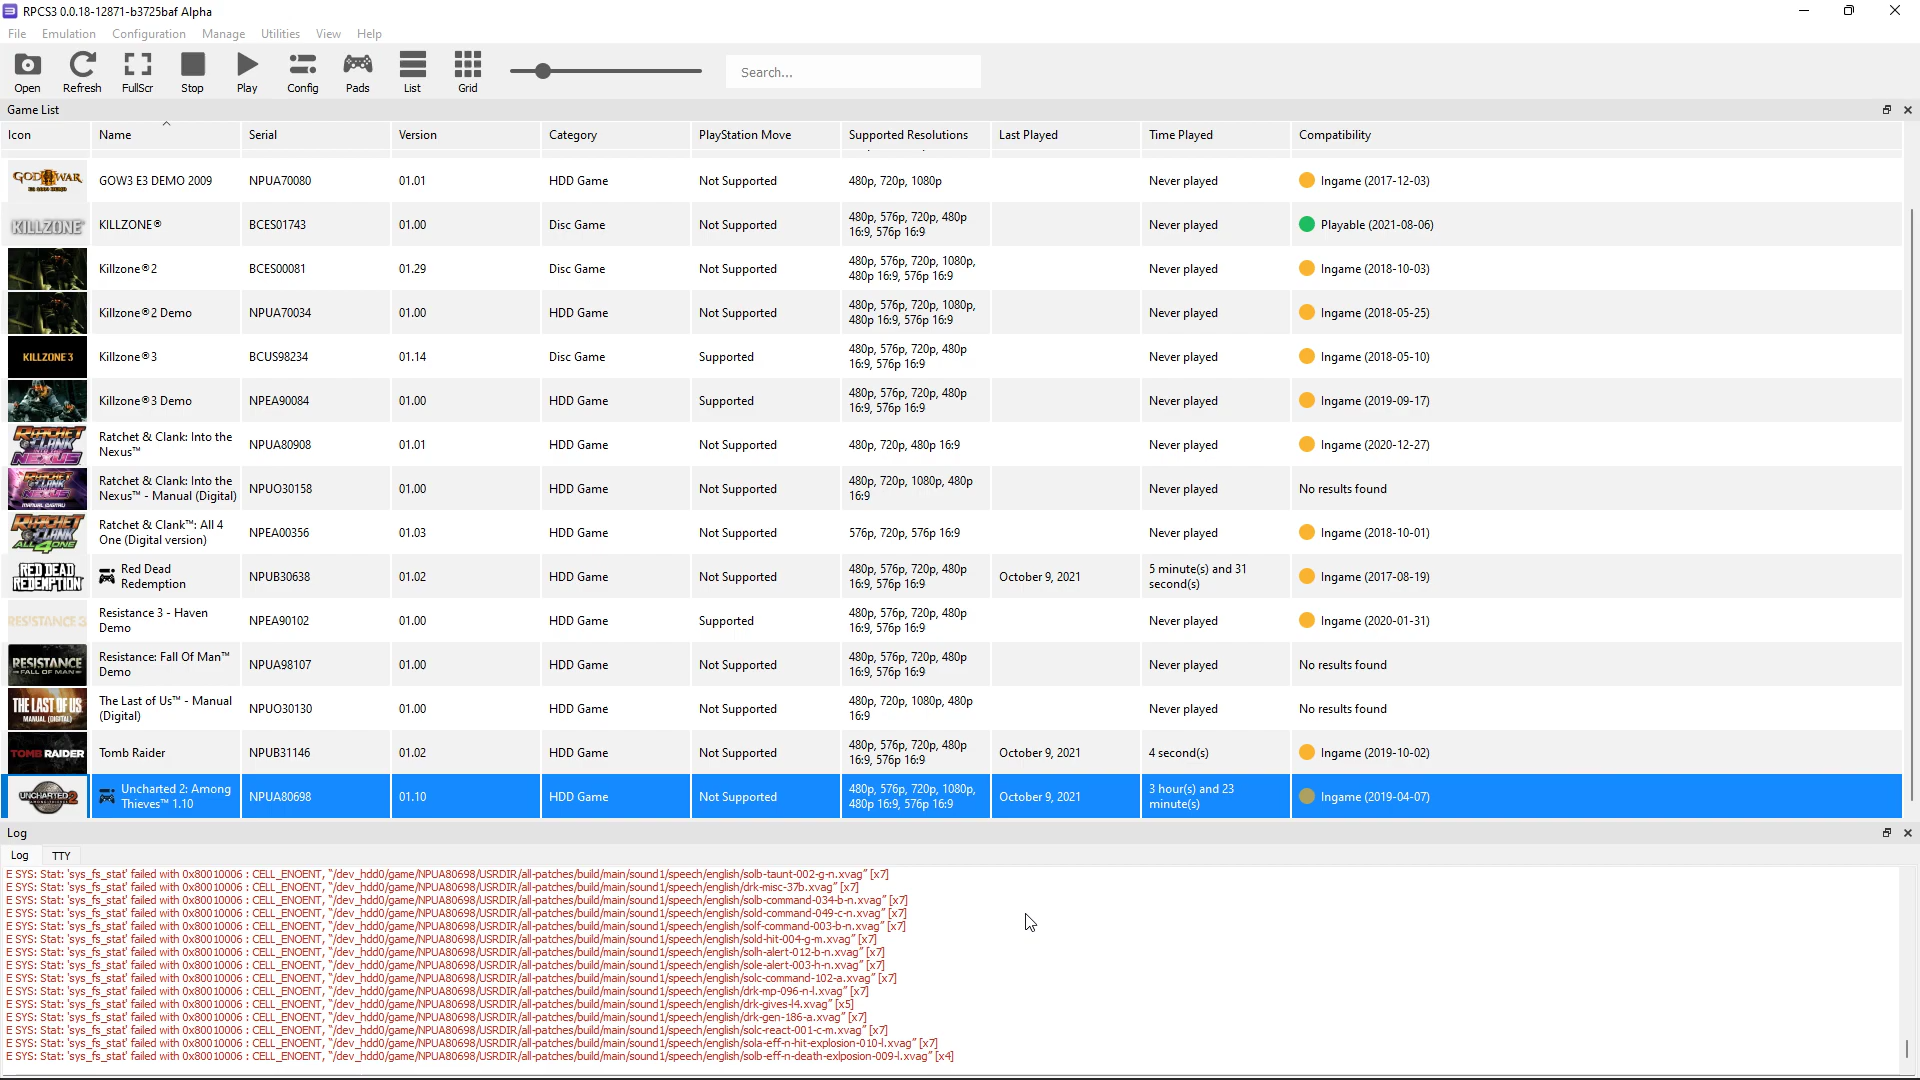 RPCS3 0.0.18-12871-b3725baf Alpha
File Emulation Configuration Manage Utilities View Help
Open Refresh FullScr Stop Play Config Pads List Grid Search...
Game List
Icon Name Serial Version Category PlayStation Move Supported Resolutions Last Played Time Played Compatibility
GOD OF WAR
GOW3 E3 DEMO 2009 NPUA70080 01.01 HDD Game Not Supported 480p, 720p, 1080p Never played Ingame (2017-12-03)
KILLZONE
KILLZONE® BCES01743 01.00 Disc Game Not Supported 480p, 576p, 720p, 480p Never played Playable (2021-08-06)
16:9, 576p 16:9
Killzone®2 BCES00081 01.29 Disc Game Not Supported 480p, 576p, 720p, 1080p, Never played Ingame (2018-10-03)
480p 16:9, 576p 16:9
Killzone®2 Demo NPUA70034 01.00 HDD Game Not Supported 480p, 576p, 720p, 1080p, Never played Ingame (2018-05-25)
480p 16:9, 576p 16:9
KILLZONE 3
Killzone®3 BCUS98234 01.14 Disc Game Supported 480p, 576p, 720p, 480p Never played Ingame (2018-05-10)
16:9, 576p 16:9
Killzone®3 Demo NPEA90084 01.00 HDD Game Supported 480p, 576p, 720p, 480p Never played Ingame (2019-09-17)
16:9, 576p 16:9
RATCHET & CLANK NEXUS
Ratchet & Clank: Into the NPUA80908 01.01 HDD Game Not Supported 480p, 720p, 480p 16:9 Never played Ingame (2020-12-27)
Nexus™
RATCHET & CLANK NEXUS MANUAL (DIGITAL)
Ratchet & Clank: Into the NPUO30158 01.00 HDD Game Not Supported 480p, 720p, 1080p, 480p Never played No results found
Nexus™ - Manual (Digital) 16:9
RATCHET & CLANK ALL 4 ONE
Ratchet & Clank™: All 4 NPEA00356 01.03 HDD Game Not Supported 576p, 720p, 576p 16:9 Never played Ingame (2018-10-01)
One (Digital version)
RED DEAD REDEMPTION
Red Dead NPUB30638 01.02 HDD Game Not Supported 480p, 576p, 720p, 480p October 9, 2021 5 minute(s) and 31 Ingame (2017-08-19)
Redemption 16:9, 576p 16:9 second(s)
RESISTANCE 3
Resistance 3 - Haven NPEA90102 01.00 HDD Game Supported 480p, 576p, 720p, 480p Never played Ingame (2020-01-31)
Demo 16:9, 576p 16:9
RESISTANCE FALL OF MAN
Resistance: Fall Of Man™ NPUA98107 01.00 HDD Game Not Supported 480p, 576p, 720p, 480p Never played No results found
Demo 16:9, 576p 16:9
THE LAST OF US MANUAL (DIGITAL)
The Last of Us™ - Manual NPUO30130 01.00 HDD Game Not Supported 480p, 720p, 1080p, 480p Never played No results found
(Digital) 16:9
TOMB RAIDER
Tomb Raider NPUB31146 01.02 HDD Game Not Supported 480p, 576p, 720p, 480p October 9, 2021 4 second(s) Ingame (2019-10-02)
16:9, 576p 16:9
UNCHARTED 2
Uncharted 2: Among NPUA80698 01.10 HDD Game Not Supported 480p, 576p, 720p, 1080p, October 9, 2021 3 hour(s) and 23 Ingame (2019-04-07)
Thieves™ 1.10 480p 16:9, 576p 16:9 minute(s)
Log
Log TTY
E SYS: Stat: 'sys_fs_stat' failed with 0x80010006 : CELL_ENOENT, “/dev_hdd0/game/NPUA80698/USRDIR/all-patches/build/main/sound1/speech/english/solb-taunt-002-g-n.xvag” [x7]
E SYS: Stat: 'sys_fs_stat' failed with 0x80010006 : CELL_ENOENT, “/dev_hdd0/game/NPUA80698/USRDIR/all-patches/build/main/sound1/speech/english/drk-misc-37b.xvag” [x7]
E SYS: Stat: 'sys_fs_stat' failed with 0x80010006 : CELL_ENOENT, “/dev_hdd0/game/NPUA80698/USRDIR/all-patches/build/main/sound1/speech/english/solb-command-034-b-n.xvag” [x7]
E SYS: Stat: 'sys_fs_stat' failed with 0x80010006 : CELL_ENOENT, “/dev_hdd0/game/NPUA80698/USRDIR/all-patches/build/main/sound1/speech/english/sold-command-049-c-n.xvag” [x7]
E SYS: Stat: 'sys_fs_stat' failed with 0x80010006 : CELL_ENOENT, “/dev_hdd0/game/NPUA80698/USRDIR/all-patches/build/main/sound1/speech/english/solf-command-003-b-n.xvag” [x7]
E SYS: Stat: 'sys_fs_stat' failed with 0x80010006 : CELL_ENOENT, “/dev_hdd0/game/NPUA80698/USRDIR/all-patches/build/main/sound1/speech/english/sold-hit-004-g-m.xvag” [x7]
E SYS: Stat: 'sys_fs_stat' failed with 0x80010006 : CELL_ENOENT, “/dev_hdd0/game/NPUA80698/USRDIR/all-patches/build/main/sound1/speech/english/solh-alert-012-b-n.xvag” [x7]
E SYS: Stat: 'sys_fs_stat' failed with 0x80010006 : CELL_ENOENT, “/dev_hdd0/game/NPUA80698/USRDIR/all-patches/build/main/sound1/speech/english/sole-alert-003-h-n.xvag” [x7]
E SYS: Stat: 'sys_fs_stat' failed with 0x80010006 : CELL_ENOENT, “/dev_hdd0/game/NPUA80698/USRDIR/all-patches/build/main/sound1/speech/english/solc-command-102-a.xvag” [x7]
E SYS: Stat: 'sys_fs_stat' failed with 0x80010006 : CELL_ENOENT, “/dev_hdd0/game/NPUA80698/USRDIR/all-patches/build/main/sound1/speech/english/drk-mp-096-n-l.xvag” [x7]
E SYS: Stat: 'sys_fs_stat' failed with 0x80010006 : CELL_ENOENT, “/dev_hdd0/game/NPUA80698/USRDIR/all-patches/build/main/sound1/speech/english/drk-gives-l4.xvag” [x5]
E SYS: Stat: 'sys_fs_stat' failed with 0x80010006 : CELL_ENOENT, “/dev_hdd0/game/NPUA80698/USRDIR/all-patches/build/main/sound1/speech/english/drk-gen-186-a.xvag” [x7]
E SYS: Stat: 'sys_fs_stat' failed with 0x80010006 : CELL_ENOENT, “/dev_hdd0/game/NPUA80698/USRDIR/all-patches/build/main/sound1/speech/english/solc-react-001-c-m.xvag” [x7]
E SYS: Stat: 'sys_fs_stat' failed with 0x80010006 : CELL_ENOENT, “/dev_hdd0/game/NPUA80698/USRDIR/all-patches/build/main/sound1/speech/english/sola-eff-n-hit-explosion-010-l.xvag” [x7]
E SYS: Stat: 'sys_fs_stat' failed with 0x80010006 : CELL_ENOENT, “/dev_hdd0/game/NPUA80698/USRDIR/all-patches/build/main/sound1/speech/english/solb-eff-n-death-exlposion-009-l.xvag” [x4]